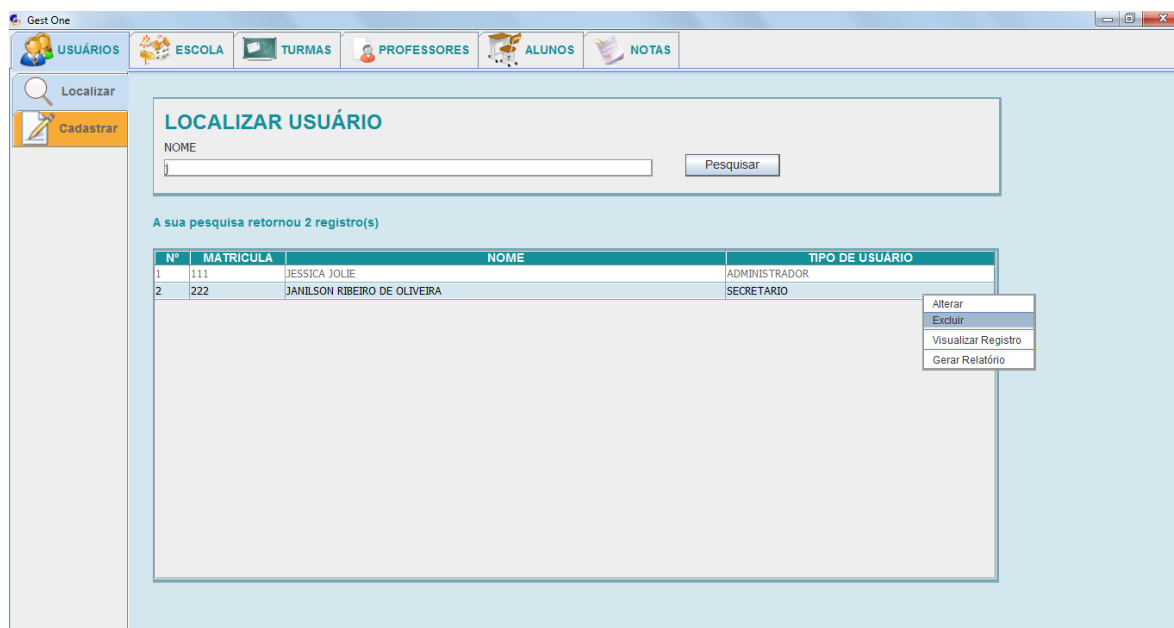 Gest One
USUÁRIOS ESCOLA TURMAS PROFESSORES ALUNOS NOTAS
Localizar
Cadastrar
LOCALIZAR USUÁRIO
NOME
j
Pesquisar
A sua pesquisa retornou 2 registro(s)
Nº MATRICULA NOME TIPO DE USUÁRIO
1 111 JESSICA JOLIE ADMINISTRADOR
2 222 JANILSON RIBEIRO DE OLIVEIRA SECRETARIO
Alterar
Excluir
Visualizar Registro
Gerar Relatório